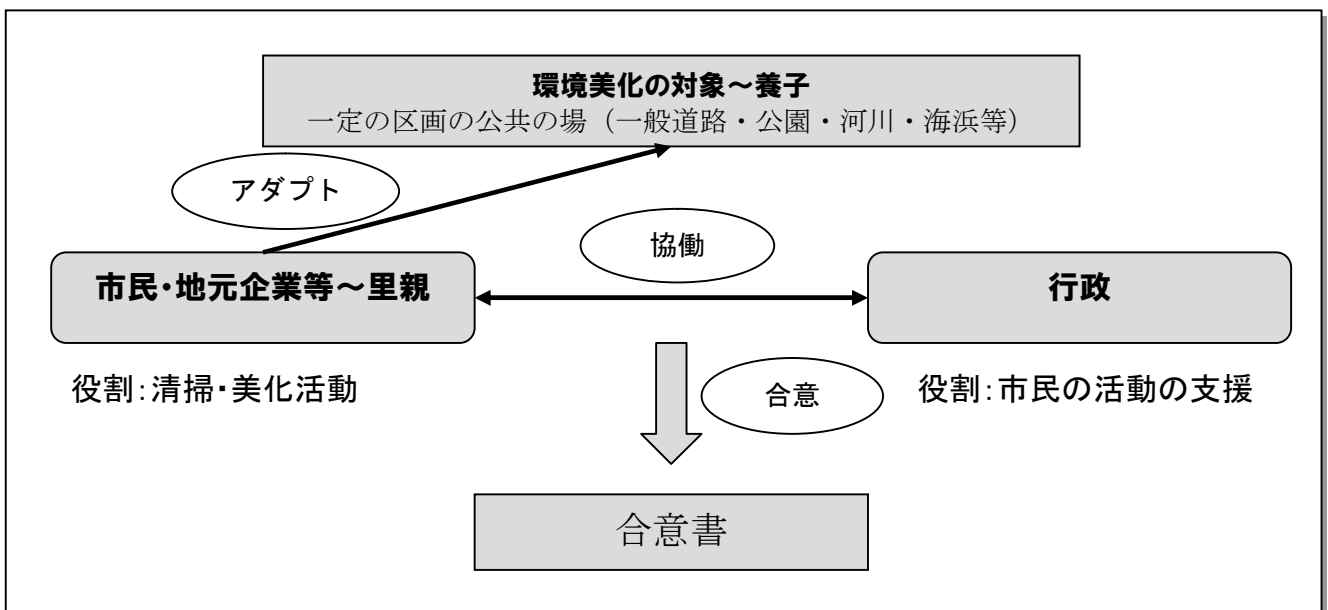 環境美化の対象～養子
一定の区画の公共の場（一般道路・公園・河川・海浜等）
アダプト
協働
市民・地元企業等～里親
行政
役割：清掃・美化活動
合意
役割：市民の活動の支援
合意書